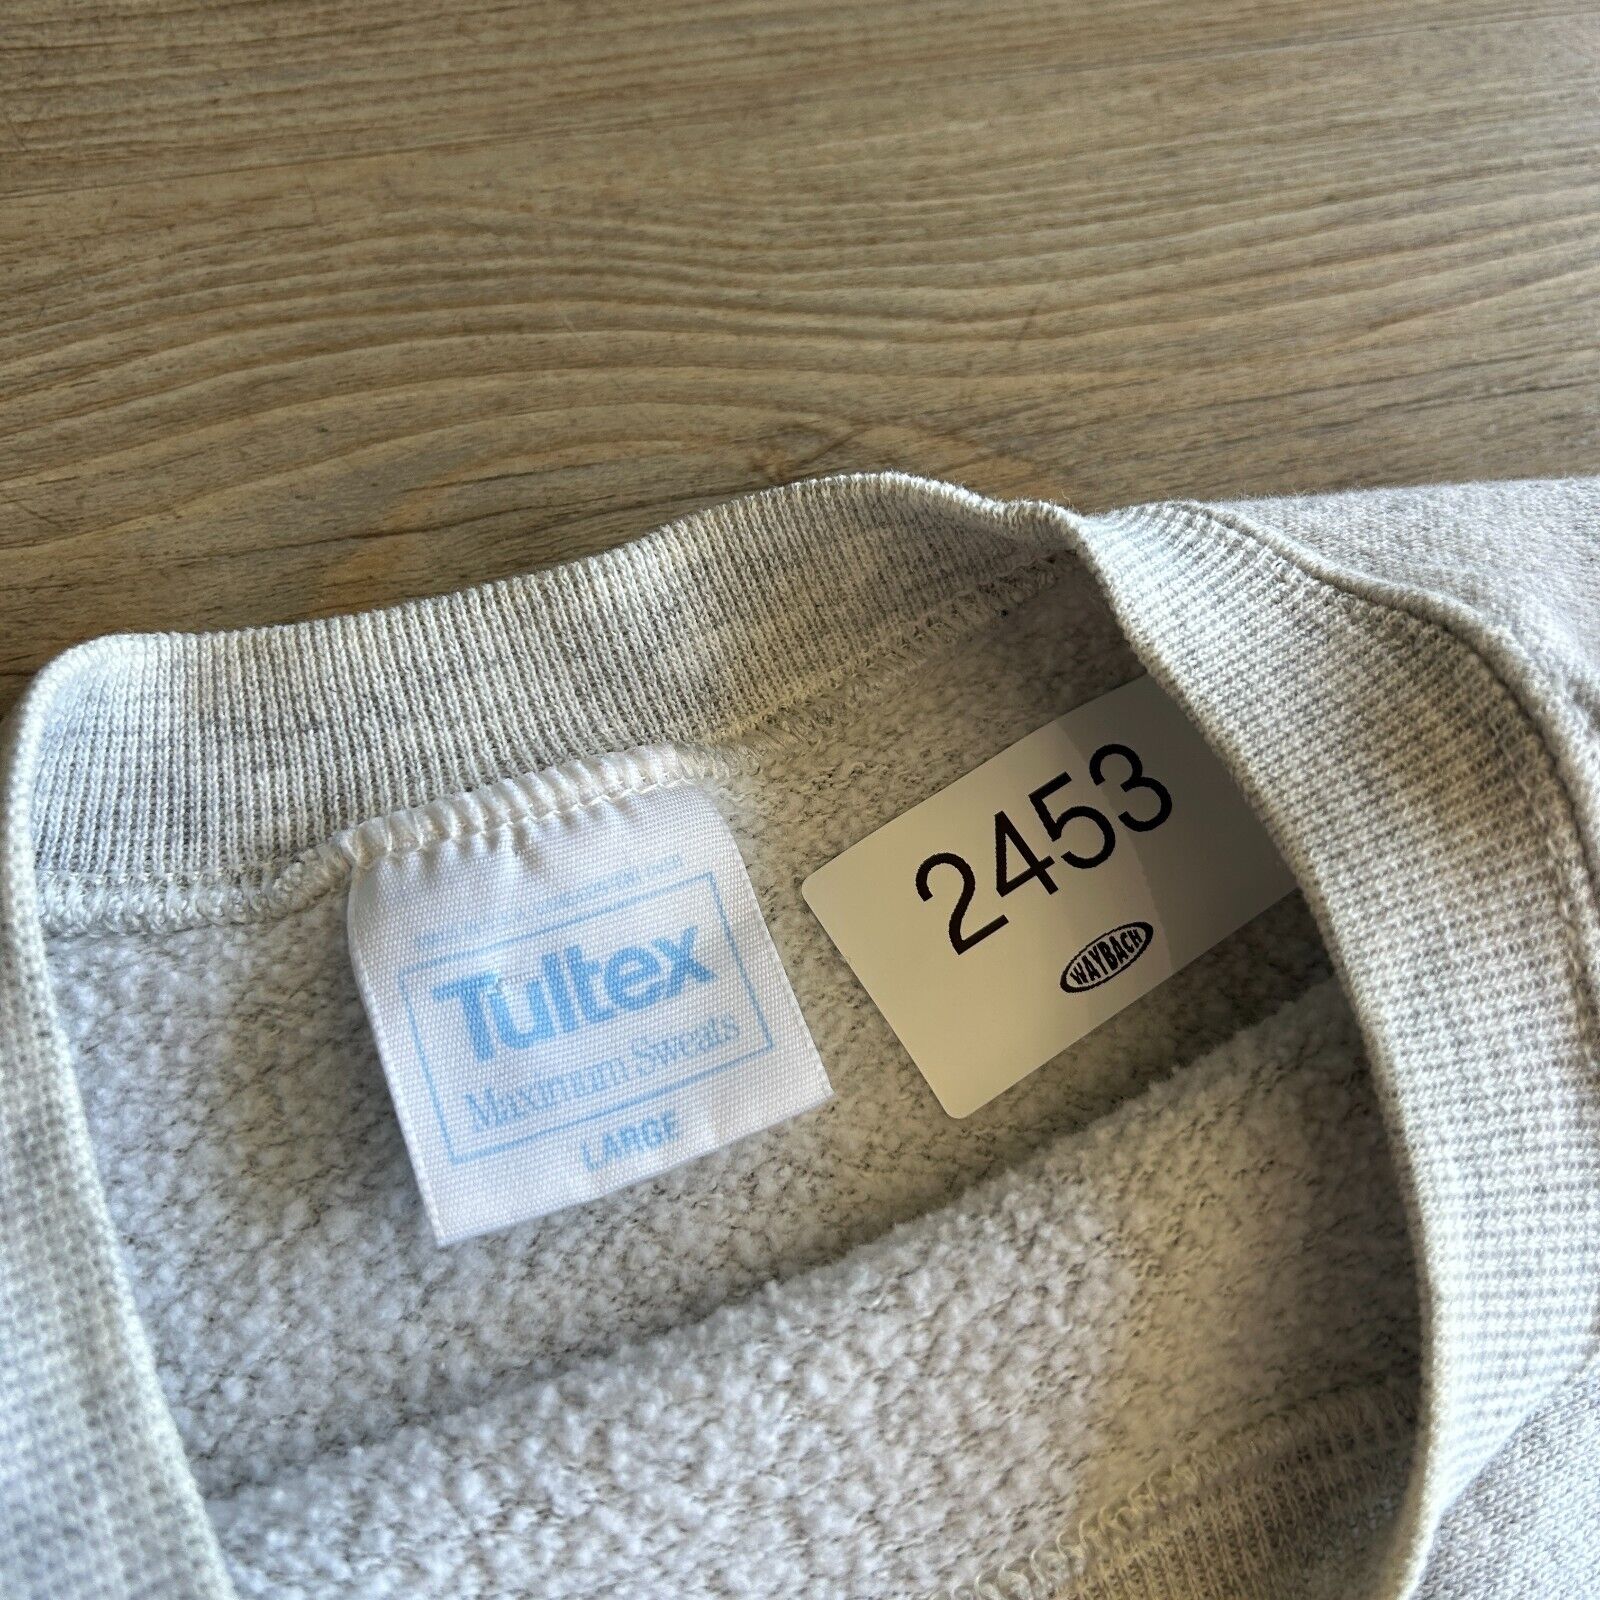 Tultex
Maximum Sweats
LARGE
2453
WAYBACH